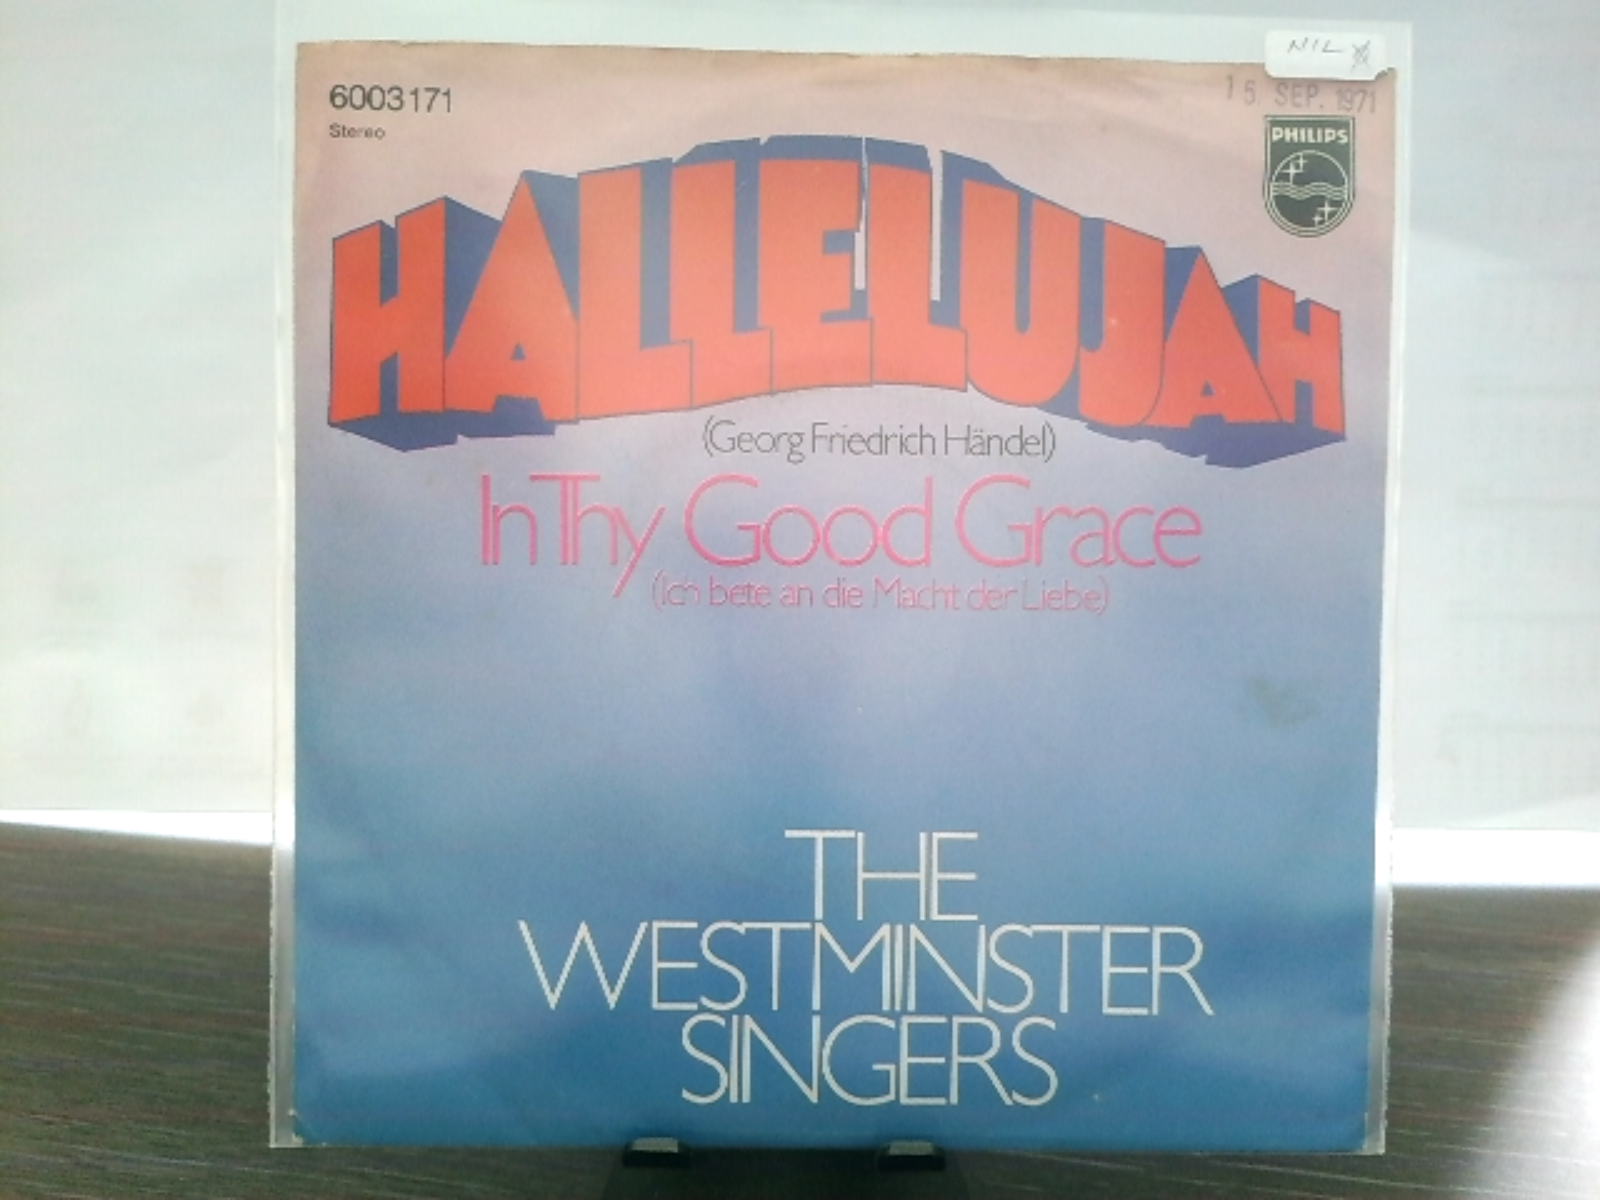 NIL
6003171
15. SEP. 1971
Stereo
PHILIPS
HALLELUJAH
(Georg Friedrich Händel)
In Thy Good Grace
(Ich bete an die Macht der Liebe)
THE
WESTMINSTER
SINGERS